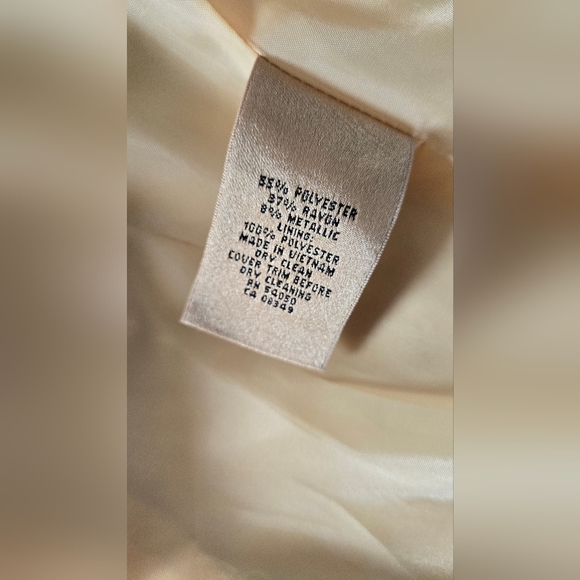 55% POLYESTER
37% RAYON
8% METALLIC
LINING:
100% POLYESTER
MADE IN VIETNAM
DRY CLEAN
COVER TRIM BEFORE
DRY CLEANING
RN 54050
CA 08349